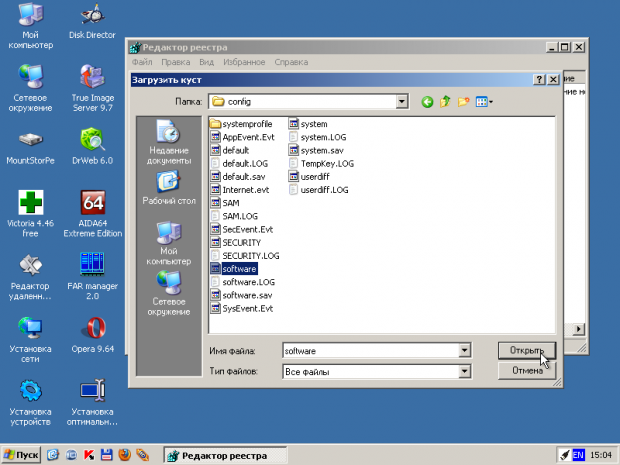 Мой
компьютер
Disk Director
Сетевое
окружение
True Image
Server 9.7
MountStorPe
DrWeb 6.0
Victoria 4.46
free
64
AIDA64
Extreme Edition
Редактор
удаленн...
FAR manager
2.0
Установка
сети
Opera 9.64
Установка
устройств
Установка
оптимальн...
Редактор реестра
Файл Правка Вид Избранное Справка
Загрузить куст
Папка:
config
Недавние
документы
Рабочий стол
Мой
компьютер
Сетевое
окружение
systemprofile
AppEvent.Evt
default
default.LOG
default.sav
Internet.evt
SAM
SAM.LOG
SecEvent.Evt
SECURITY
SECURITY.LOG
software
software.LOG
software.sav
SysEvent.Evt
system
system.LOG
system.sav
TempKey.LOG
userdiff
userdiff.LOG
Имя файла:
software
Открыть
Тип файлов:
Все файлы
Отмена
Пуск
Редактор реестра
EN
15:04